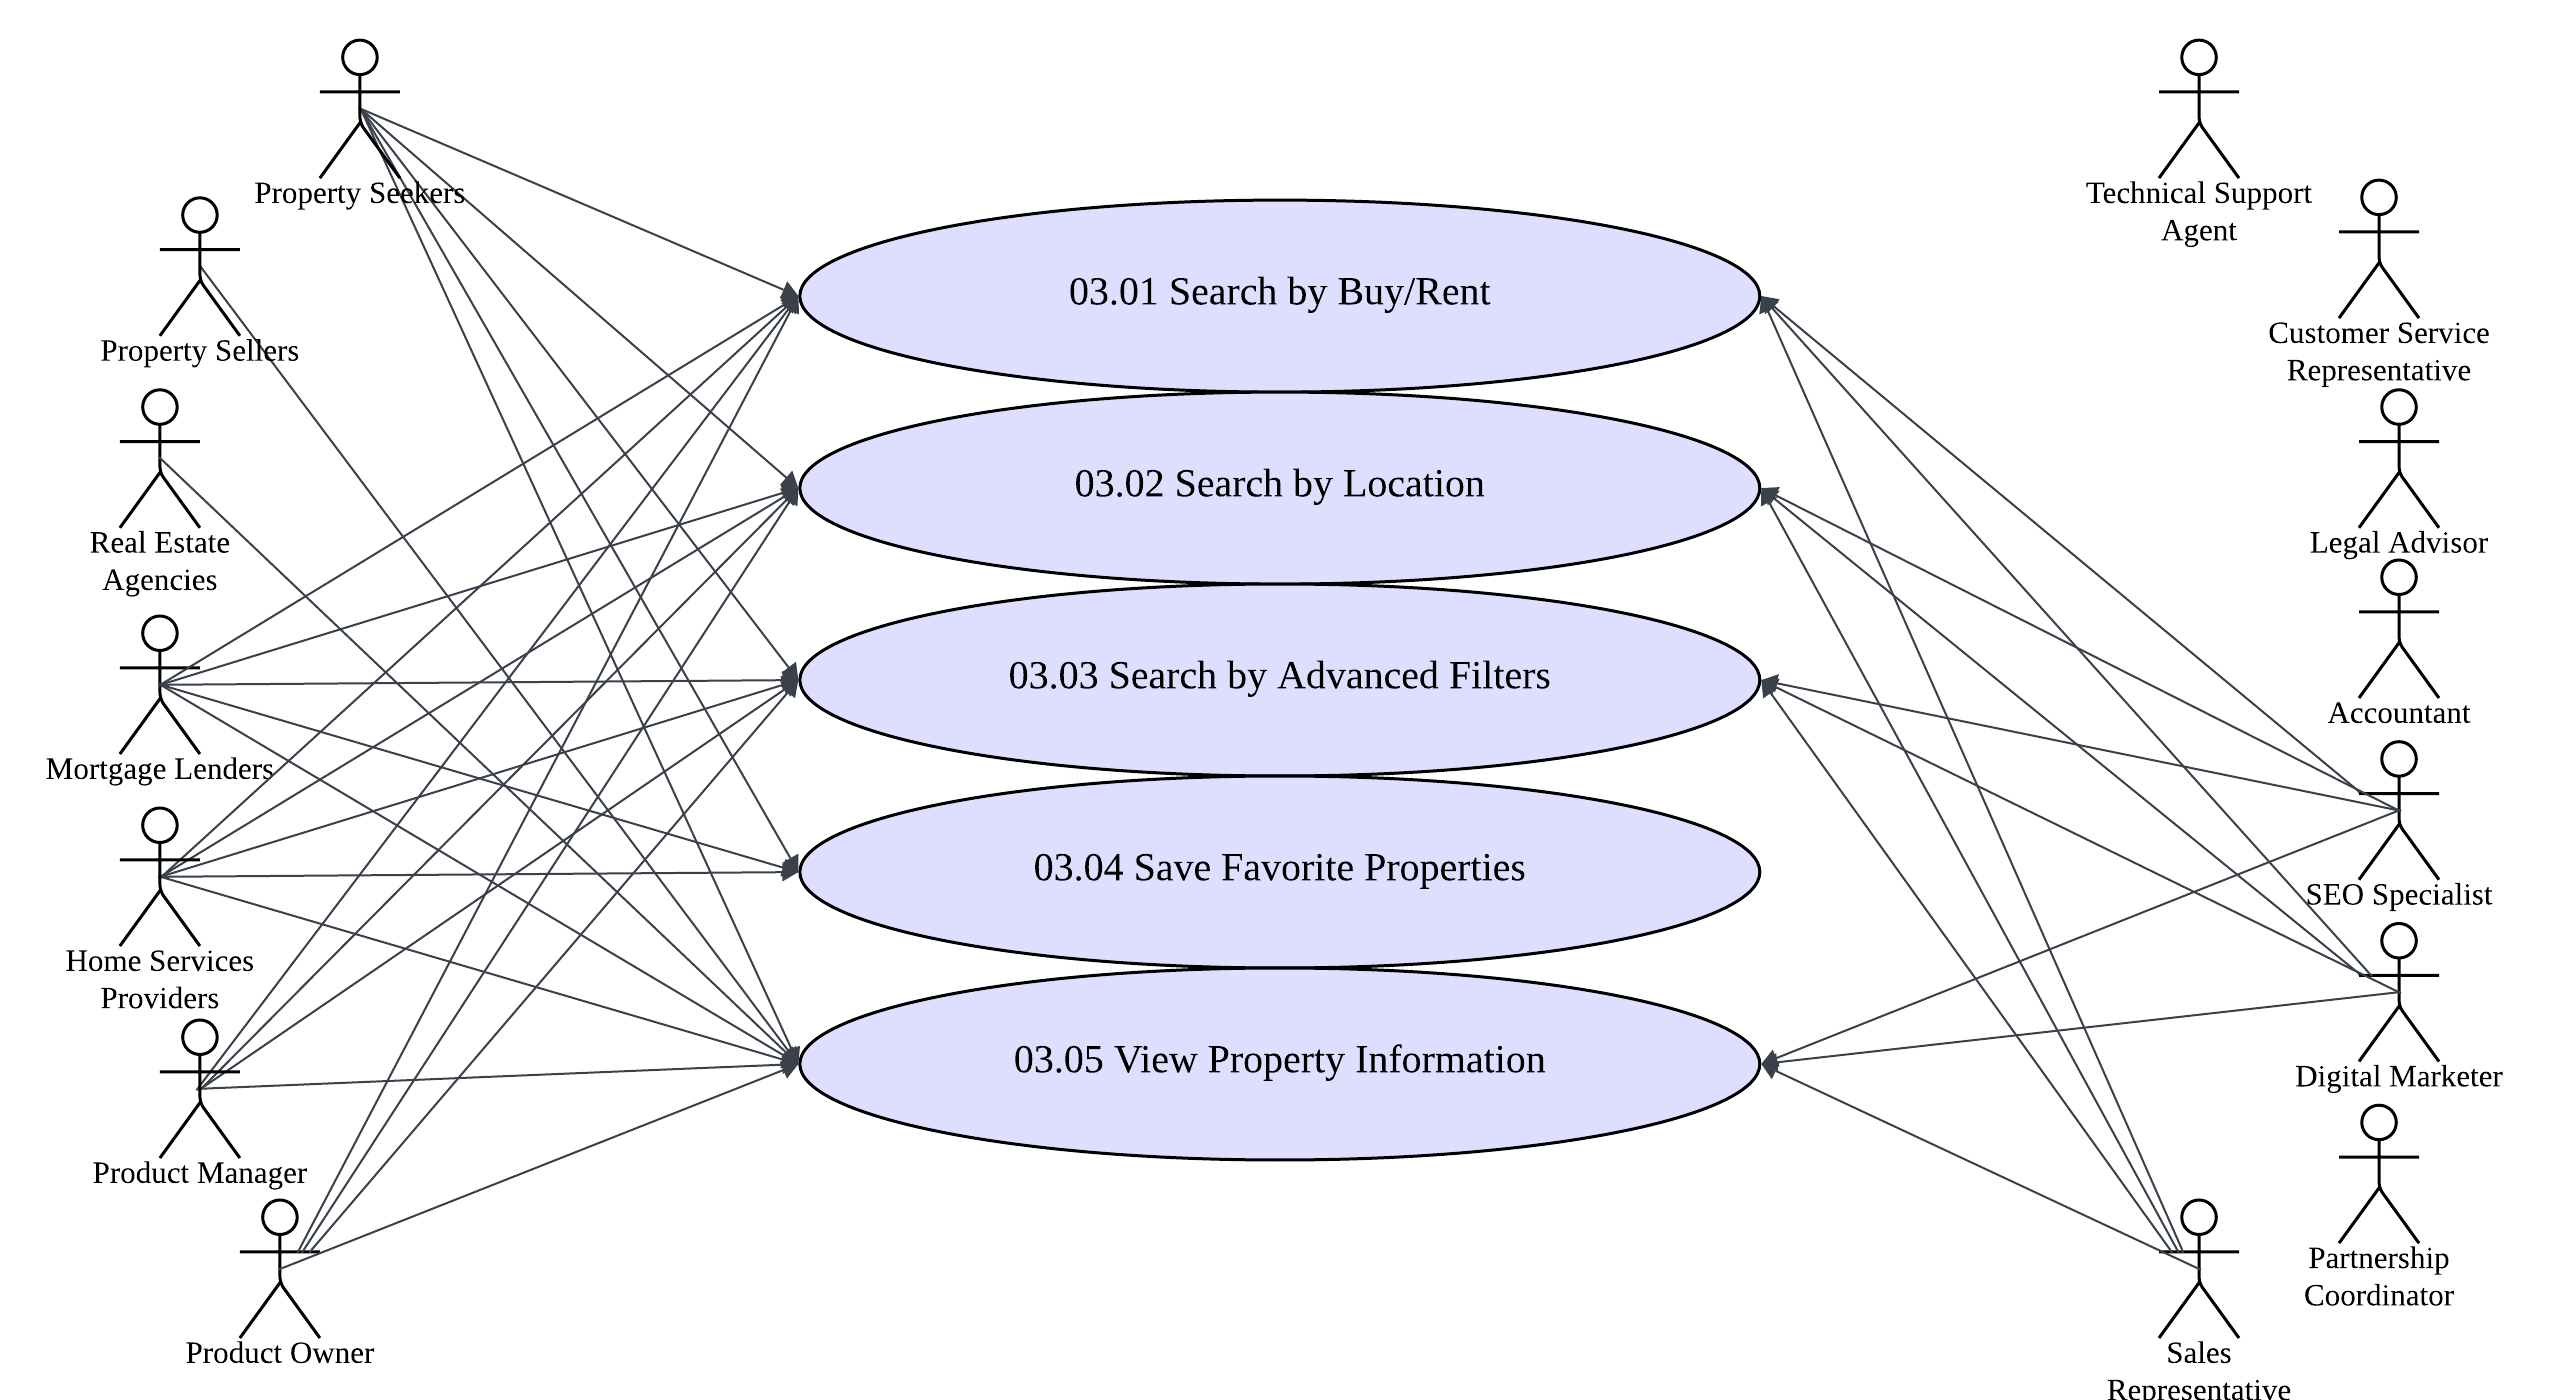 Property Seekers
Property Sellers
Real Estate
Agencies
Mortgage Lenders
Home Services
Providers
Product Manager
Product Owner
03.01 Search by Buy/Rent
03.02 Search by Location
03.03 Search by Advanced Filters
03.04 Save Favorite Properties
03.05 View Property Information
Technical Support
Agent
Customer Service
Representative
Legal Advisor
Accountant
SEO Specialist
Digital Marketer
Partnership
Coordinator
Sales
Representative